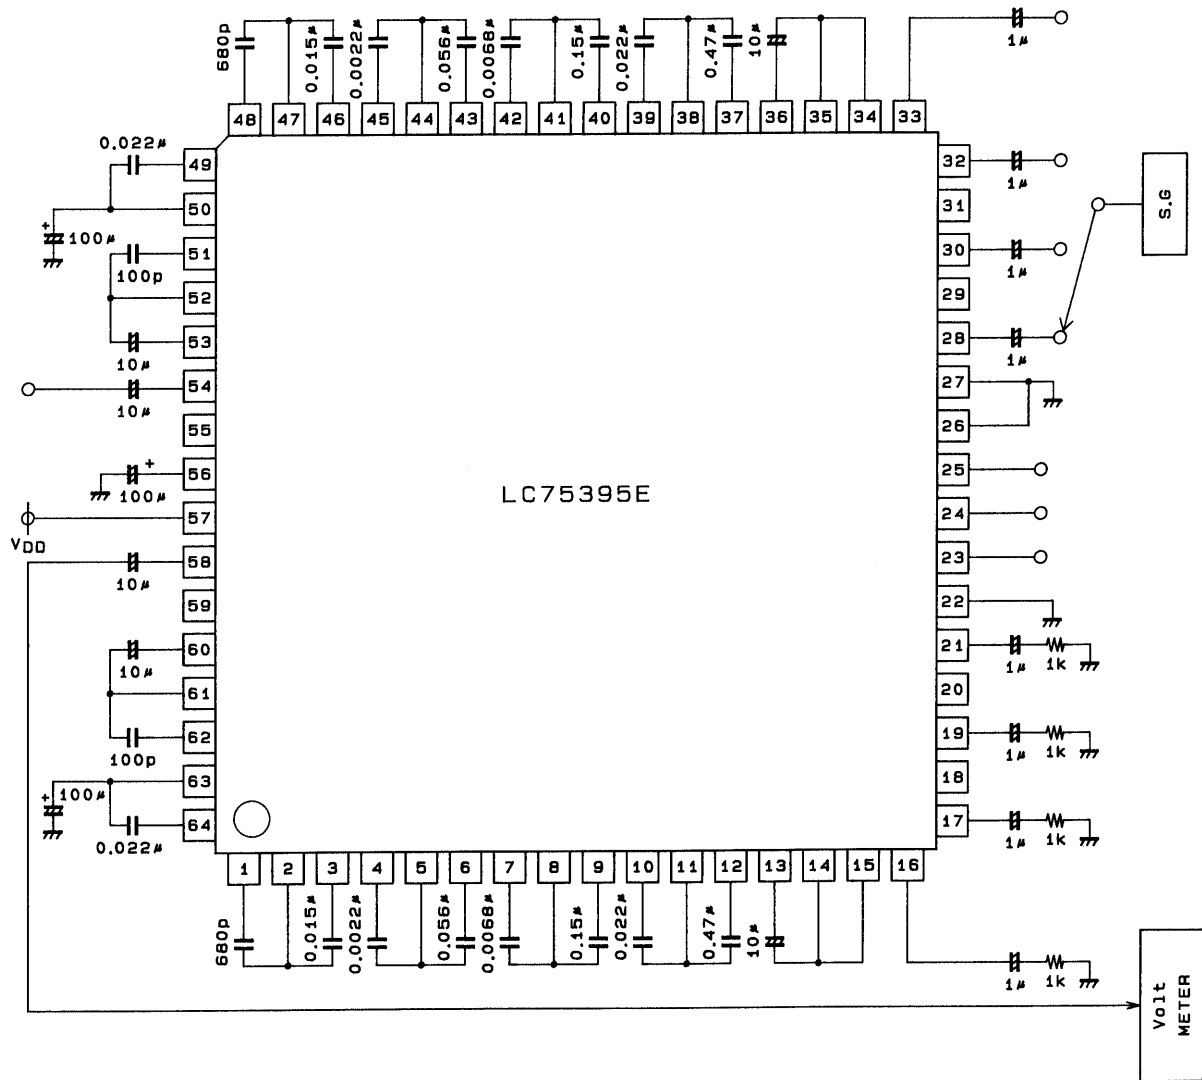 680p
0.015μ
0.0022μ
0.056μ
0.0068μ
0.15μ
0.022μ
0.47μ
10μ
1μ
48 47 46 45 44 43 42 41 40 39 38 37 36 35 34 33
0.022μ
49
32
1μ
S.G
50
31
+
100μ
51
30
100p
1μ
52
29
53
28
10μ
1μ
54
27
10μ
55
26
56
25
+
100μ
LC75395E
57
24
VDD
58
23
10μ
59
22
60
21
10μ
1μ
1k
61
20
62
19
100p
1μ
1k
63
18
+
100μ
64
17
0.022μ
1μ
1k
1 2 3 4 5 6 7 8 9 10 11 12 13 14 15 16
680p
0.015μ
0.0022μ
0.056μ
0.0068μ
0.15μ
0.022μ
0.47μ
10μ
1μ
1k
Volt
METER